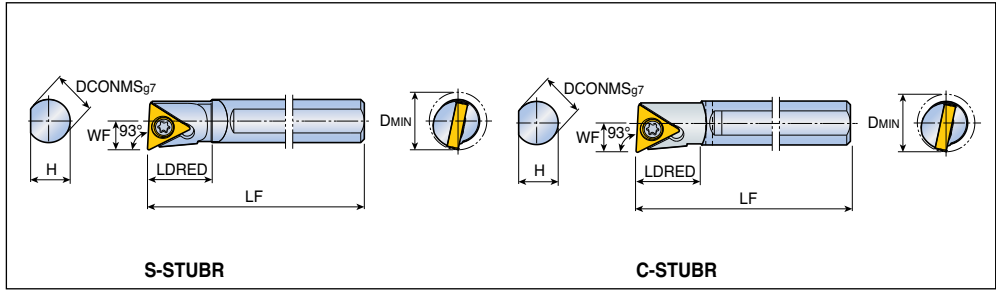 DCONMSg7
WF
93°
H
LDRED
LF
DMIN
S-STUBR
DCONMSg7
WF
93°
H
LDRED
LF
DMIN
C-STUBR